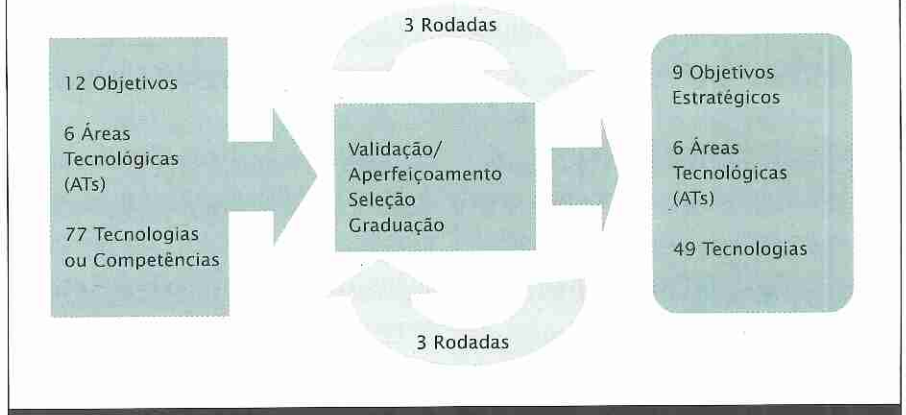 3 Rodadas
12 Objetivos
6 Áreas
Tecnológicas
(ATs)
77 Tecnologias
ou Competências
Validação/
Aperfeiçoamento
Seleção
Graduação
9 Objetivos
Estratégicos
6 Áreas
Tecnológicas
(ATs)
49 Tecnologias
3 Rodadas